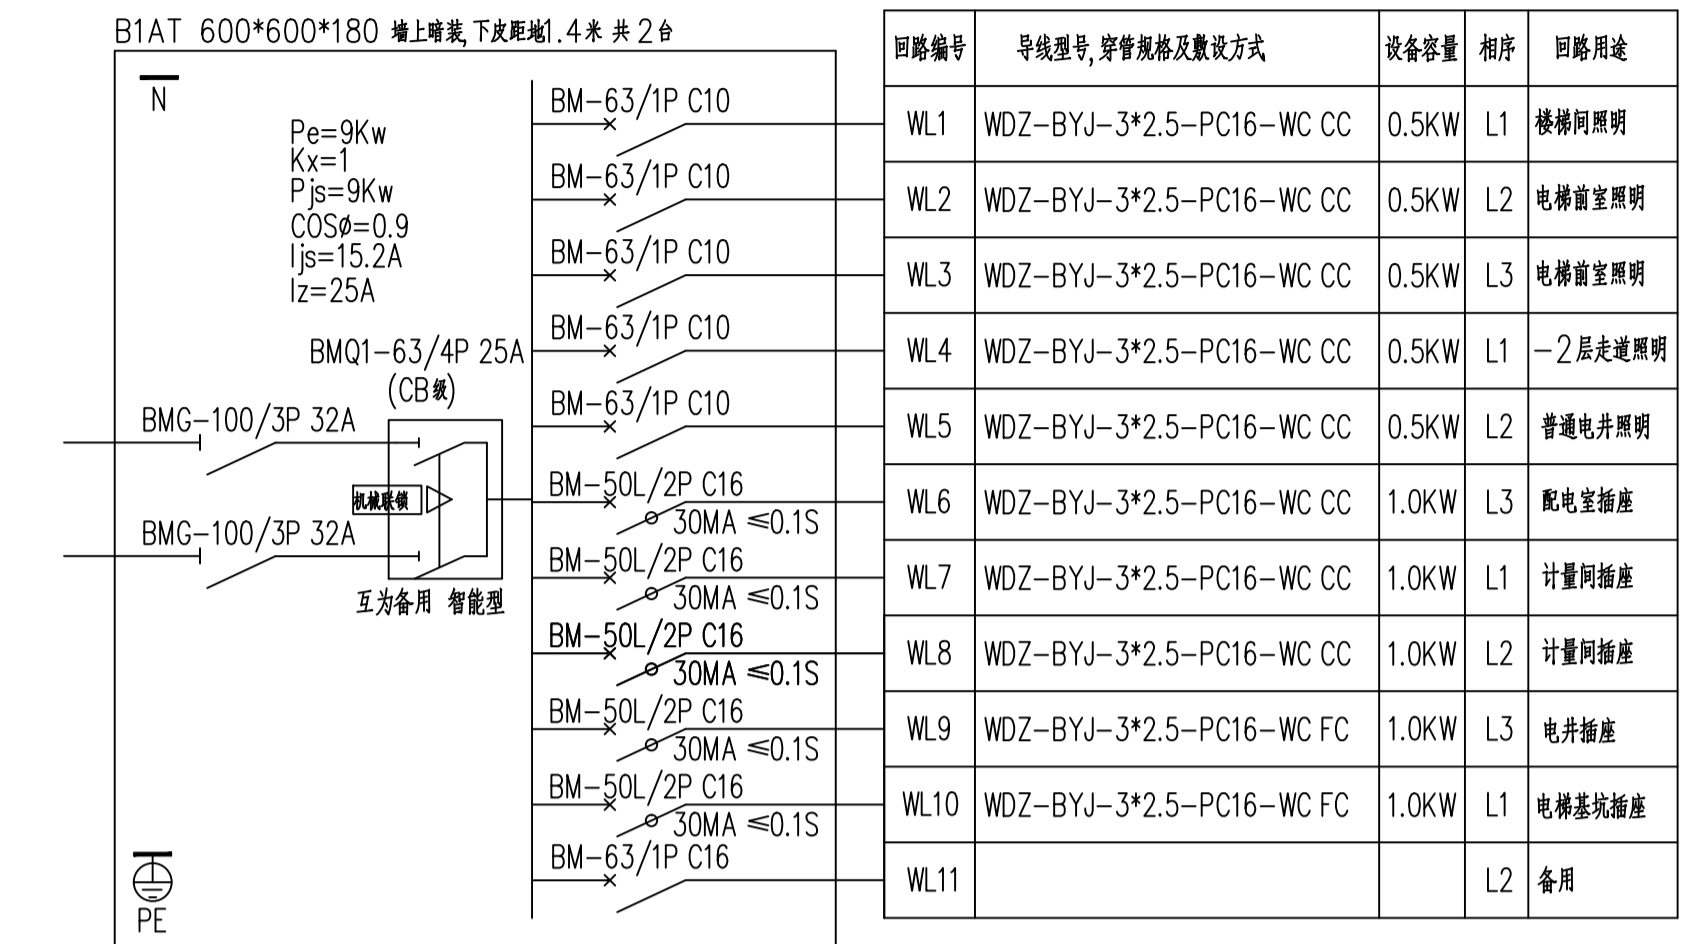 B1AT 600*600*180 墙上暗装,下皮距地1.4米 共2台
N
Pe=9Kw
Kx=1
Pjs=9Kw
COSø=0.9
Ijs=15.2A
Iz=25A
BMQ1-63/4P 25A
(CB级)
BMG-100/3P 32A
机械联锁
BMG-100/3P 32A
互为备用 智能型
PE
BM-63/1P C10
BM-63/1P C10
BM-63/1P C10
BM-63/1P C10
BM-63/1P C10
BM-50L/2P C16
30MA ≤0.1S
BM-50L/2P C16
30MA ≤0.1S
BM-50L/2P C16
30MA ≤0.1S
BM-50L/2P C16
30MA ≤0.1S
BM-50L/2P C16
30MA ≤0.1S
BM-63/1P C16
回路编号 导线型号,穿管规格及敷设方式 设备容量 相序 回路用途
WL1 WDZ-BYJ-3*2.5-PC16-WC CC 0.5KW L1 楼梯间照明
WL2 WDZ-BYJ-3*2.5-PC16-WC CC 0.5KW L2 电梯前室照明
WL3 WDZ-BYJ-3*2.5-PC16-WC CC 0.5KW L3 电梯前室照明
WL4 WDZ-BYJ-3*2.5-PC16-WC CC 0.5KW L1 -2层走道照明
WL5 WDZ-BYJ-3*2.5-PC16-WC CC 0.5KW L2 普通电井照明
WL6 WDZ-BYJ-3*2.5-PC16-WC CC 1.0KW L3 配电室插座
WL7 WDZ-BYJ-3*2.5-PC16-WC CC 1.0KW L1 计量间插座
WL8 WDZ-BYJ-3*2.5-PC16-WC CC 1.0KW L2 计量间插座
WL9 WDZ-BYJ-3*2.5-PC16-WC FC 1.0KW L3 电井插座
WL10 WDZ-BYJ-3*2.5-PC16-WC FC 1.0KW L1 电梯基坑插座
WL11 L2 备用